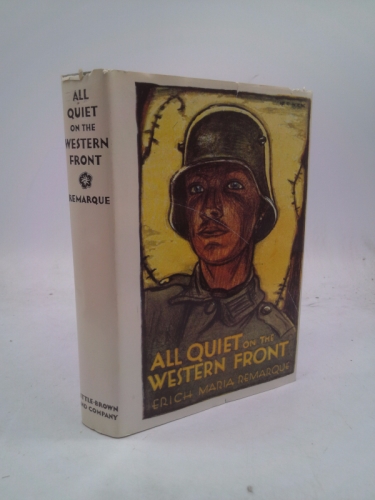 ALL
QUIET
ON THE
WESTERN
FRONT
REMARQUE
TTLE·BROWN
ND COMPANY
ALL QUIET ON THE
WESTERN FRONT
ERICH MARIA REMARQUE